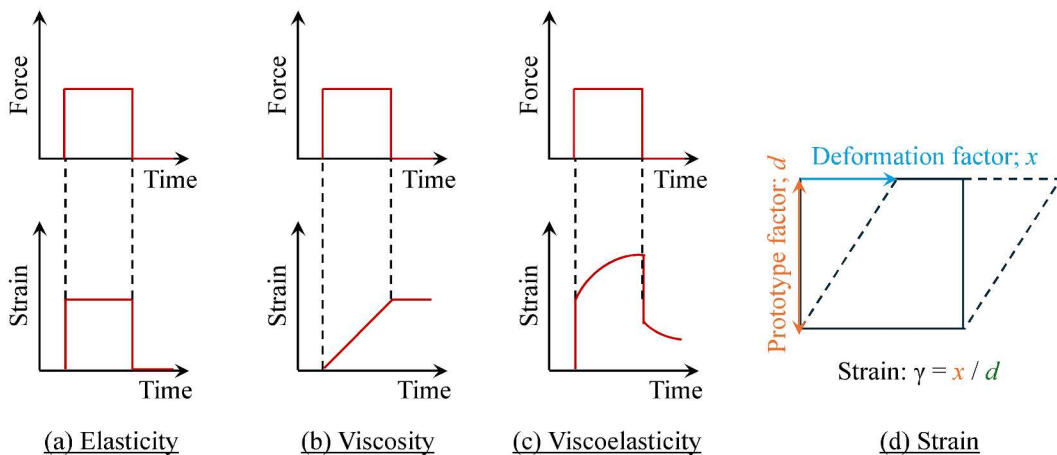 Force
Time
Strain
Time
(a) Elasticity
Force
Time
Strain
Time
(b) Viscosity
Force
Time
Strain
Time
(c) Viscoelasticity
Deformation factor; x
Prototype factor; d
Strain: γ = x / d
(d) Strain